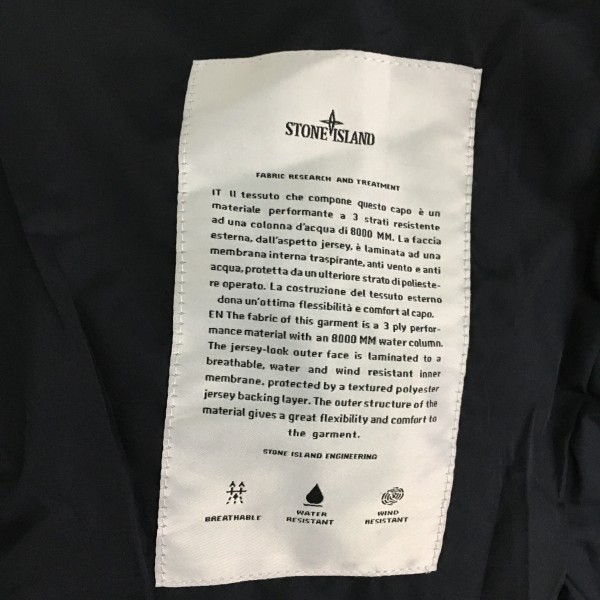 STONE ISLAND
FABRIC RESEARCH AND TREATMENT
IT Il tessuto che compone questo capo è un
materiale performante a 3 strati resistente
ad una colonna d'acqua di 8000 MM. La faccia
esterna, dall'aspetto jersey, è laminata ad una
membrana interna traspirante, anti vento e anti
acqua, protetta da un ulteriore strato di polieste-
re operato. La costruzione del tessuto esterno
dona un'ottima flessibilità e comfort al capo.
EN The fabric of this garment is a 3 ply perfor-
mance material with an 8000 MM water column.
The jersey-look outer face is laminated to a
breathable, water and wind resistant inner
membrane, protected by a textured polyester
jersey backing layer. The outer structure of the
material gives a great flexibility and comfort to
the garment.
STONE ISLAND ENGINEERING
BREATHABLE
WATER
RESISTANT
WIND
RESISTANT